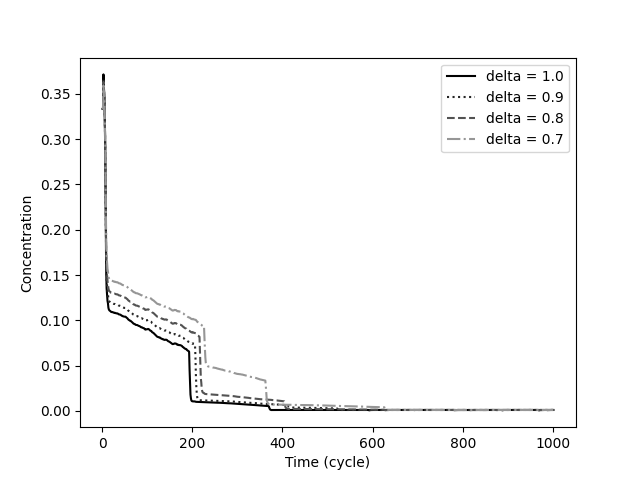 delta = 1.0
delta = 0.9
delta = 0.8
delta = 0.7
0.35
0.30
0.25
0.20
0.15
0.10
0.05
0.00
Concentration
0 200 400 600 800 1000
Time (cycle)